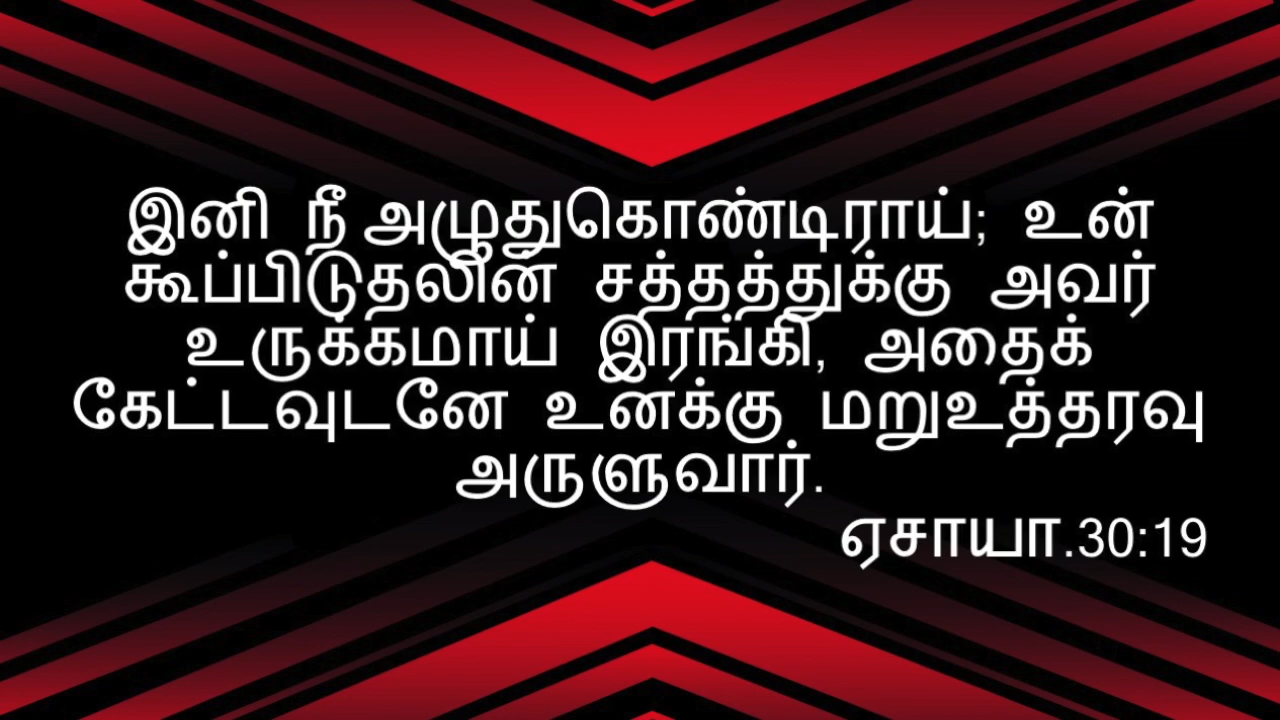 இனி நீ அழுதுகொண்டிராய்; உன்
கூப்பிடுதலின் சத்தத்துக்கு அவர்
உருக்கமாய் இரங்கி, அதைக்
கேட்டவுடனே உனக்கு மறுஉத்தரவு
அருளுவார்.
ஏசாயா.30:19